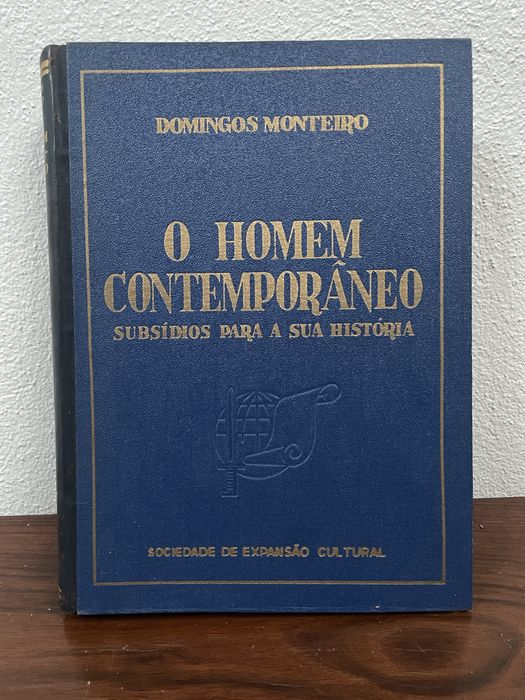 DOMINGOS MONTEIRO
O HOMEM
CONTEMPORÂNEO
SUBSÍDIOS PARA A SUA HISTÓRIA
SOCIEDADE DE EXPANSÃO CULTURAL